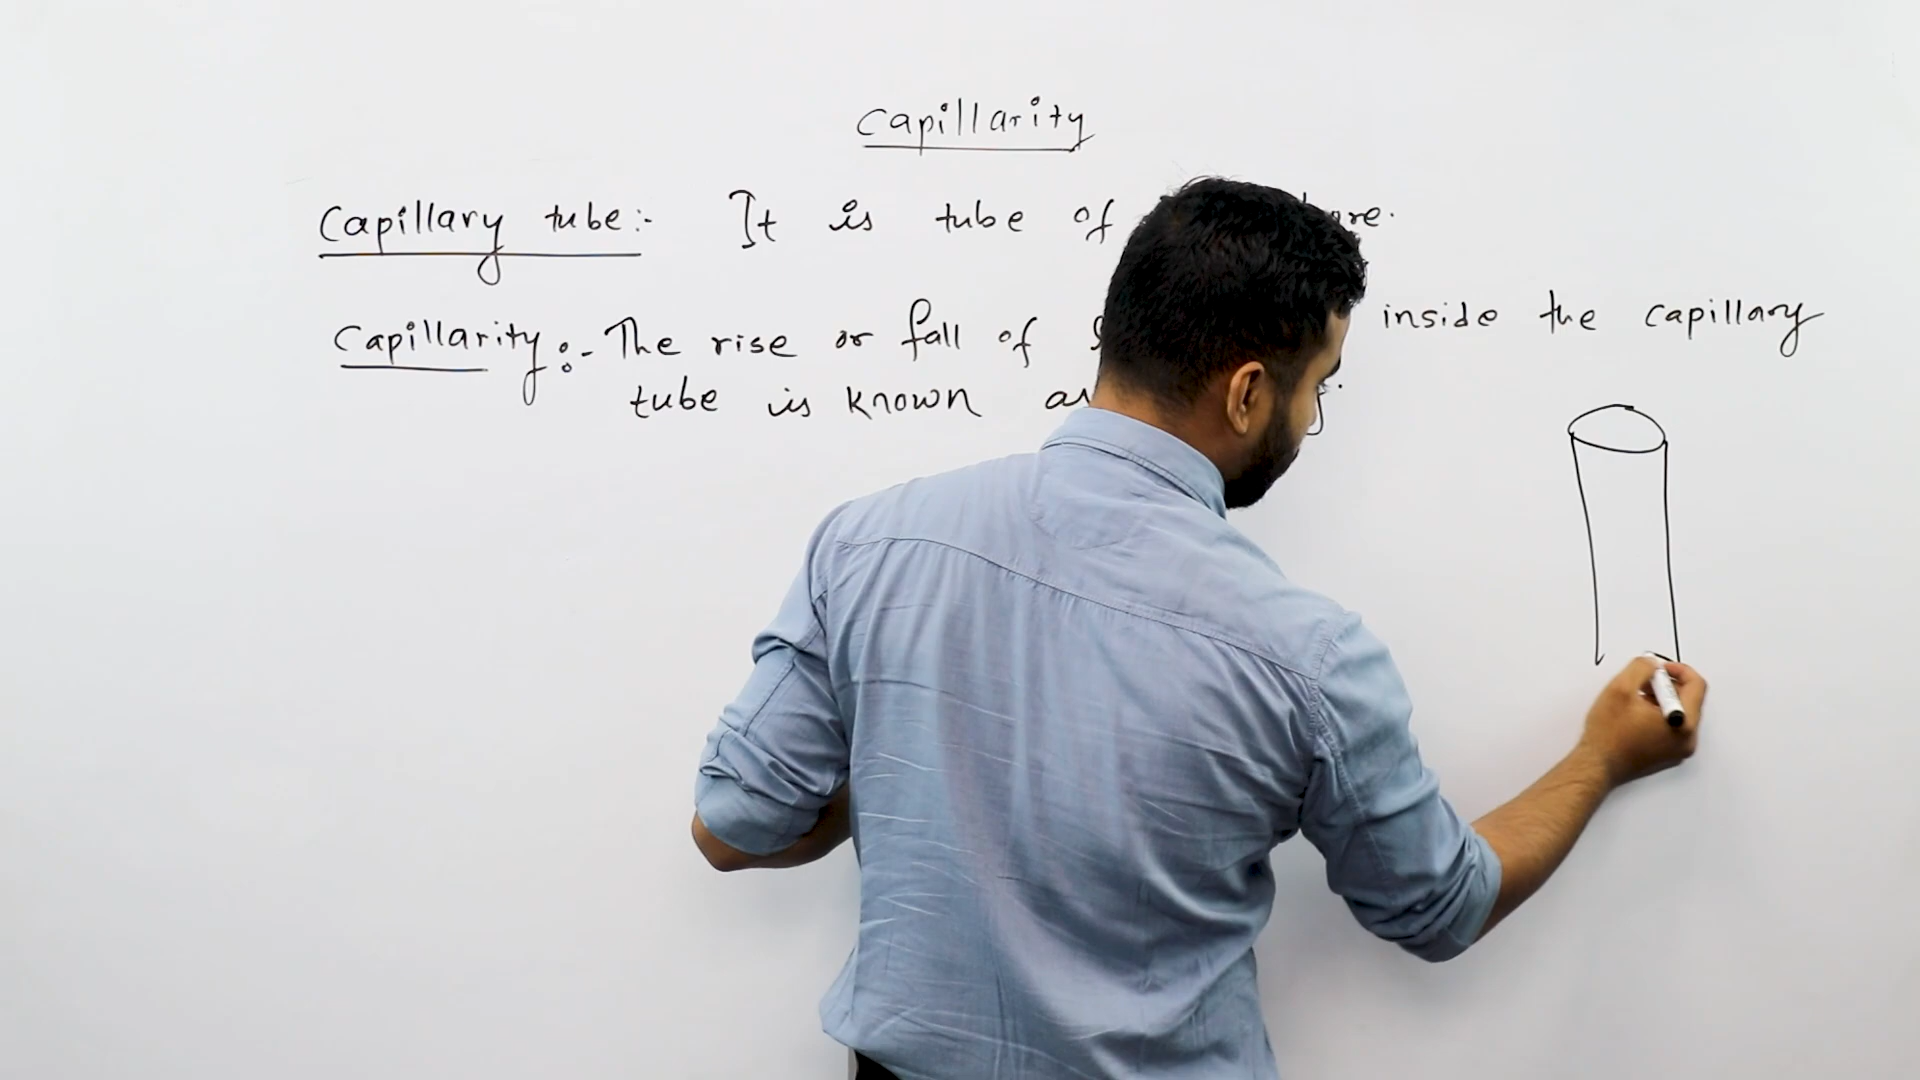 Capillarity
Capillary tube:- It is tube of
Capillarity:- The rise or fall of inside the capillary
tube is known as